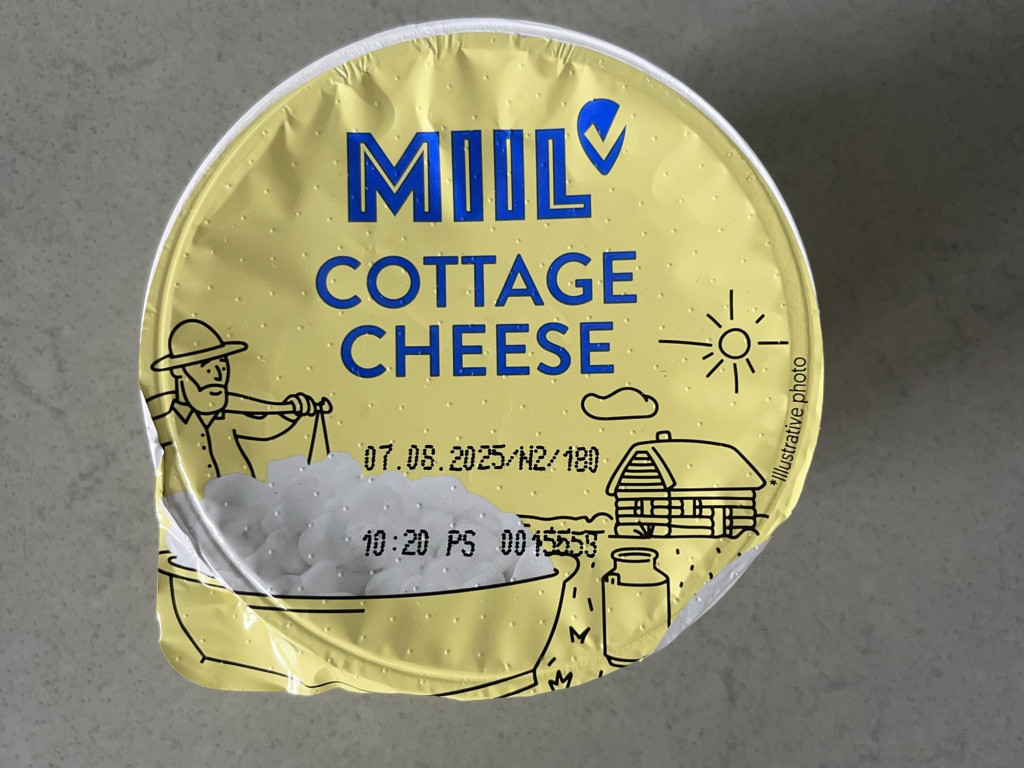 MIIL
COTTAGE
CHEESE
*Illustrative photo
07.08.2025/N2/180
10:20 PS